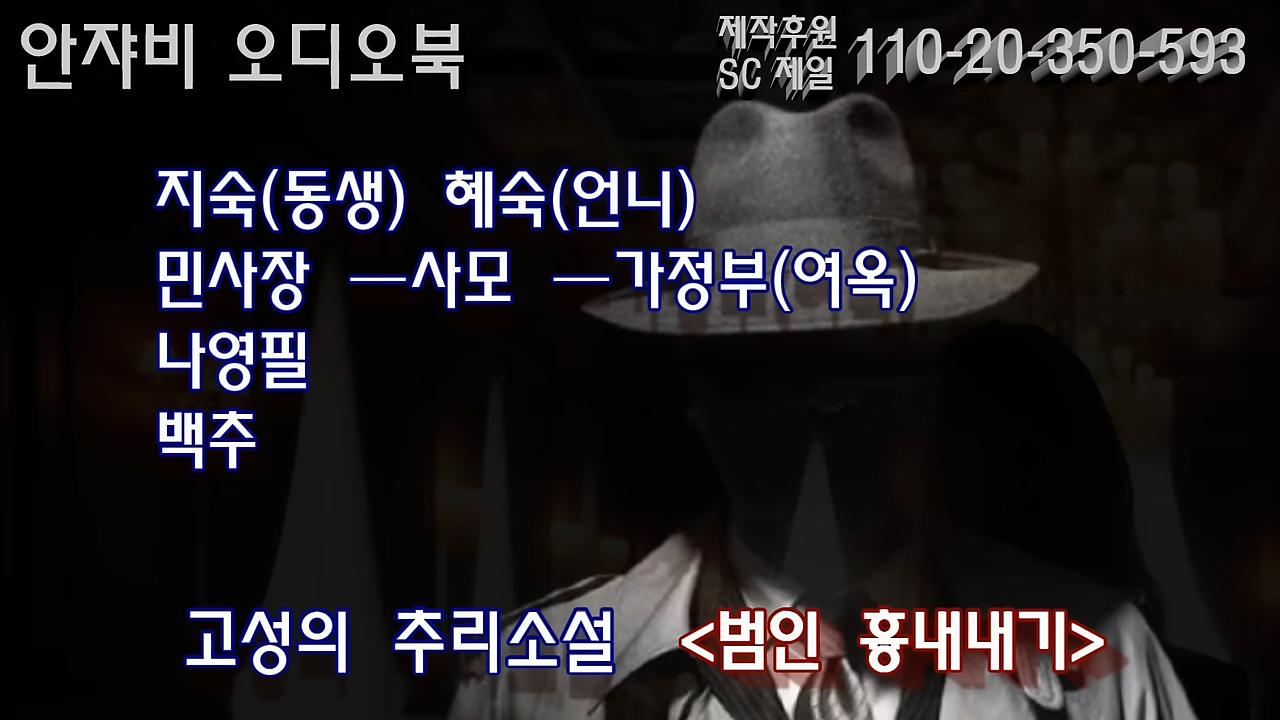 안쟈비 오디오북
제작후원
SC 제일
110-20-350-593
지숙(동생) 혜숙(언니)
민사장 —사모 —가정부(여옥)
나영필
백추
고성의 추리소설 <범인 흉내내기>